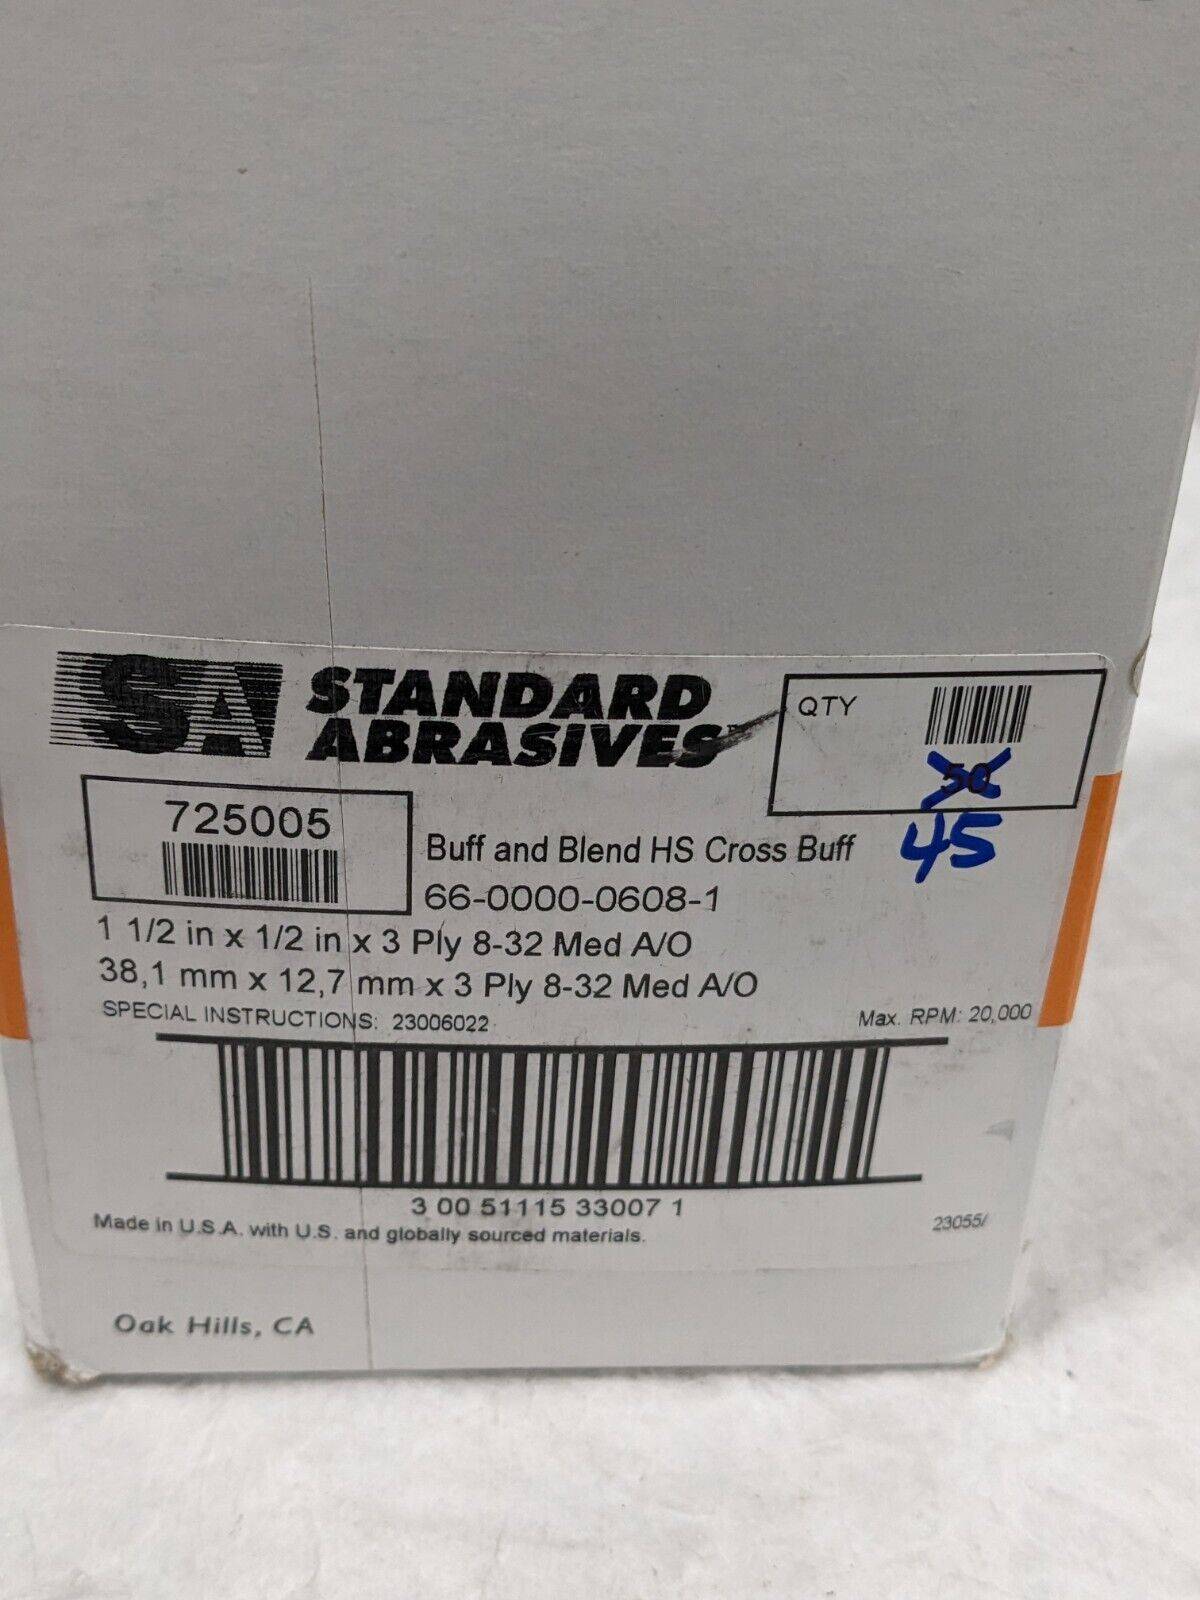 SA STANDARD
ABRASIVES™
QTY
50
45
725005
Buff and Blend HS Cross Buff
66-0000-0608-1
1 1/2 in x 1/2 in x 3 Ply 8-32 Med A/O
38,1 mm x 12,7 mm x 3 Ply 8-32 Med A/O
SPECIAL INSTRUCTIONS: 23006022
Max. RPM: 20,000
3 00 51115 33007 1
Made in U.S.A. with U.S. and globally sourced materials.
23055/
Oak Hills, CA